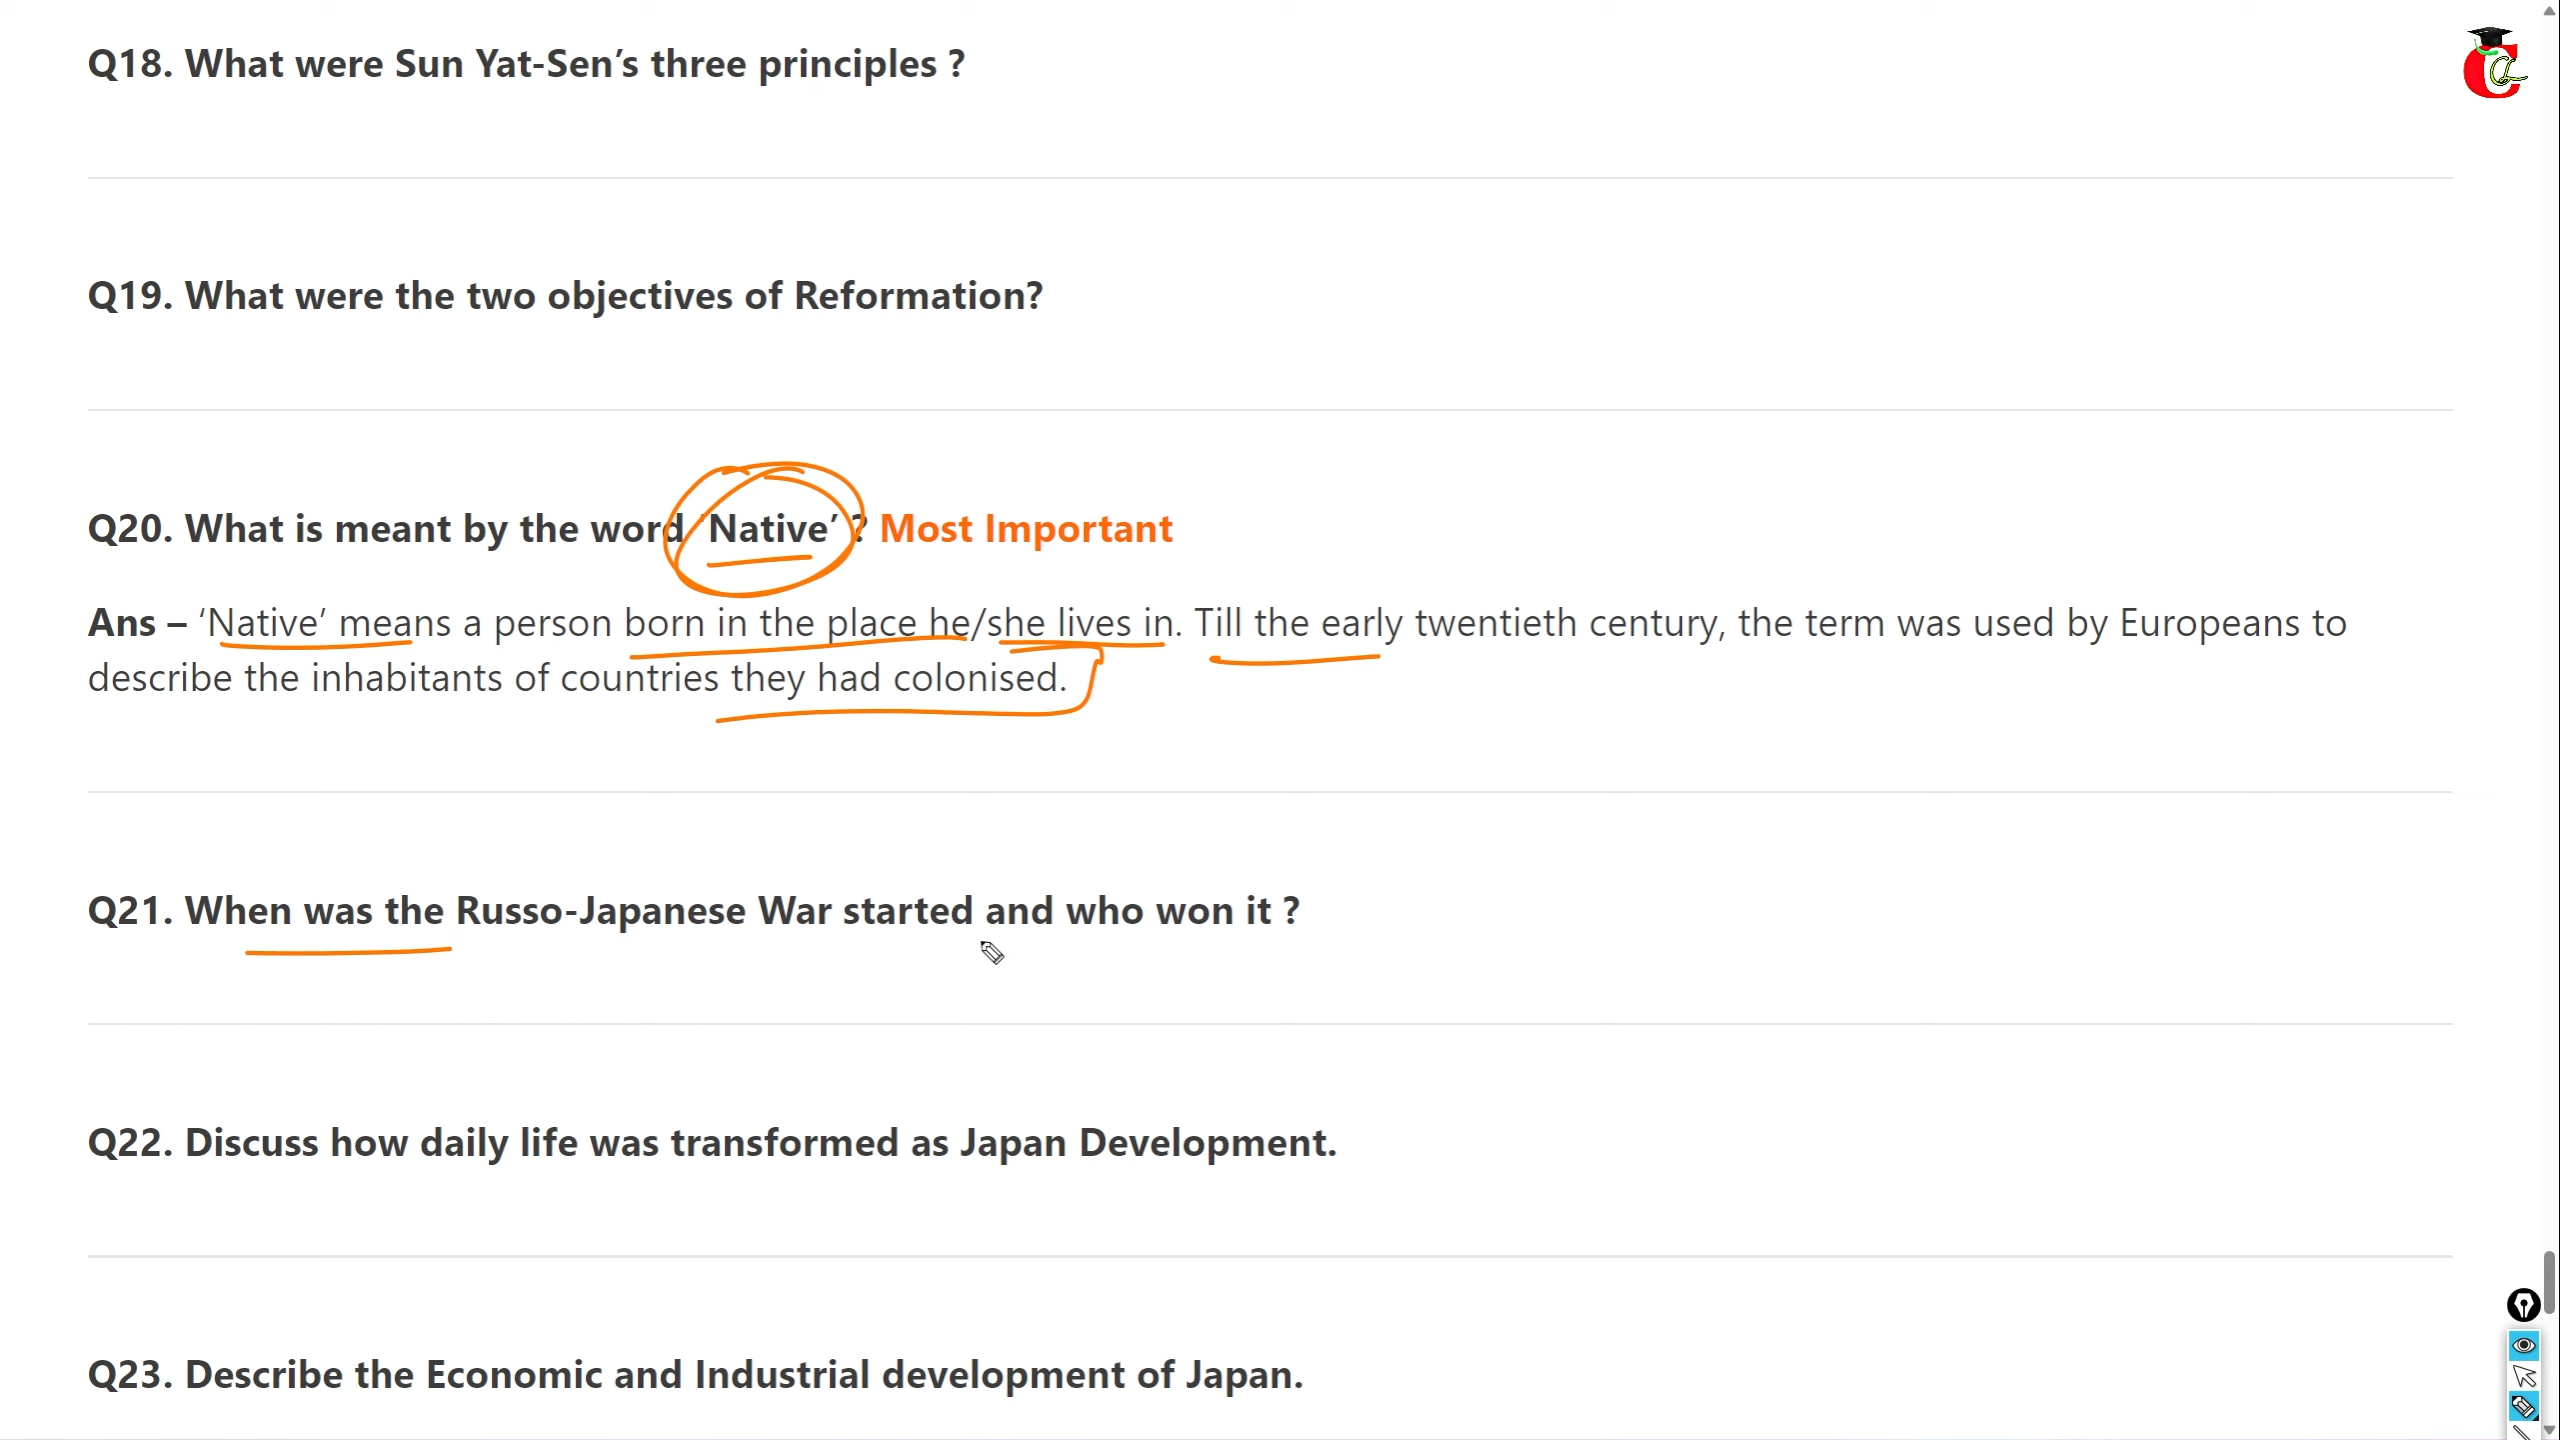 Q18. What were Sun Yat-Sen’s three principles ?
Q19. What were the two objectives of Reformation?
Q20. What is meant by the word ‘Native’ ? Most Important
Ans – ‘Native’ means a person born in the place he/she lives in. Till the early twentieth century, the term was used by Europeans to
describe the inhabitants of countries they had colonised.
Q21. When was the Russo-Japanese War started and who won it ?
Q22. Discuss how daily life was transformed as Japan Development.
Q23. Describe the Economic and Industrial development of Japan.